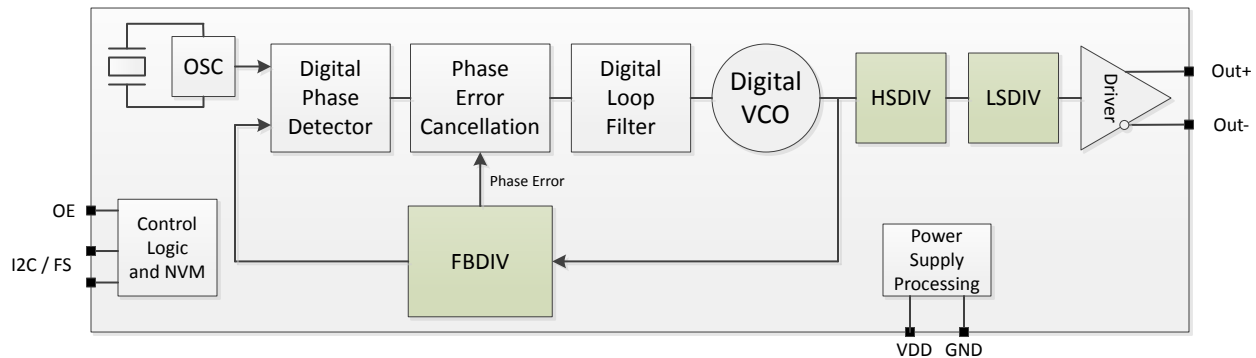 OSC
Digital
Phase
Detector
Phase
Error
Cancellation
Digital
Loop
Filter
Digital
VCO
HSDIV
LSDIV
Driver
Out+
Out-
Phase Error
OE
I2C / FS
Control
Logic
and NVM
FBDIV
Power
Supply
Processing
VDD
GND